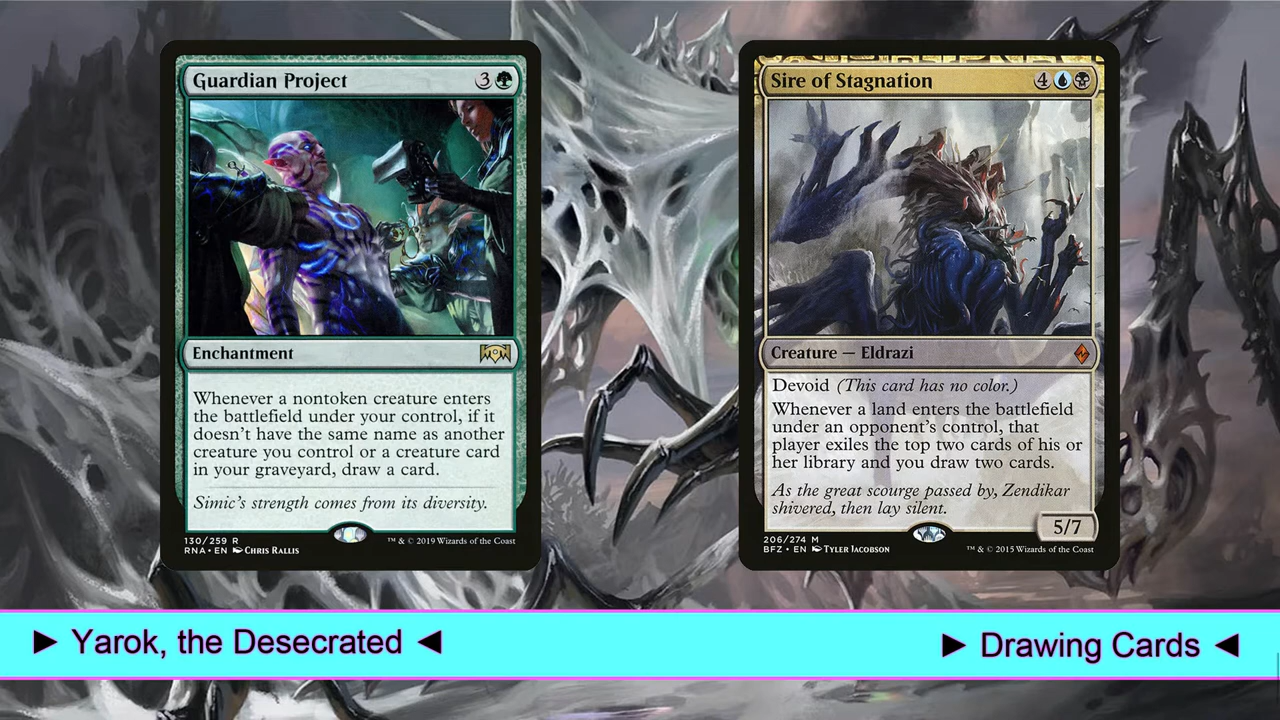 Guardian Project 3
Enchantment
Whenever a nontoken creature enters
the battlefield under your control, if it
doesn't have the same name as another
creature you control or a creature card
in your graveyard, draw a card.
Simic's strength comes from its diversity.
130/259 R
RNA • EN Chris Rallis
™ & © 2019 Wizards of the Coast
Sire of Stagnation 4
Creature — Eldrazi
Devoid (This card has no color.)
Whenever a land enters the battlefield
under an opponent's control, that
player exiles the top two cards of his or
her library and you draw two cards.
As the great scourge passed by, Zendikar
shivered, then lay silent.
5/7
206/274 M
BFZ • EN Tyler Jacobson
™ & © 2015 Wizards of the Coast
► Yarok, the Desecrated ◄
► Drawing Cards ◄